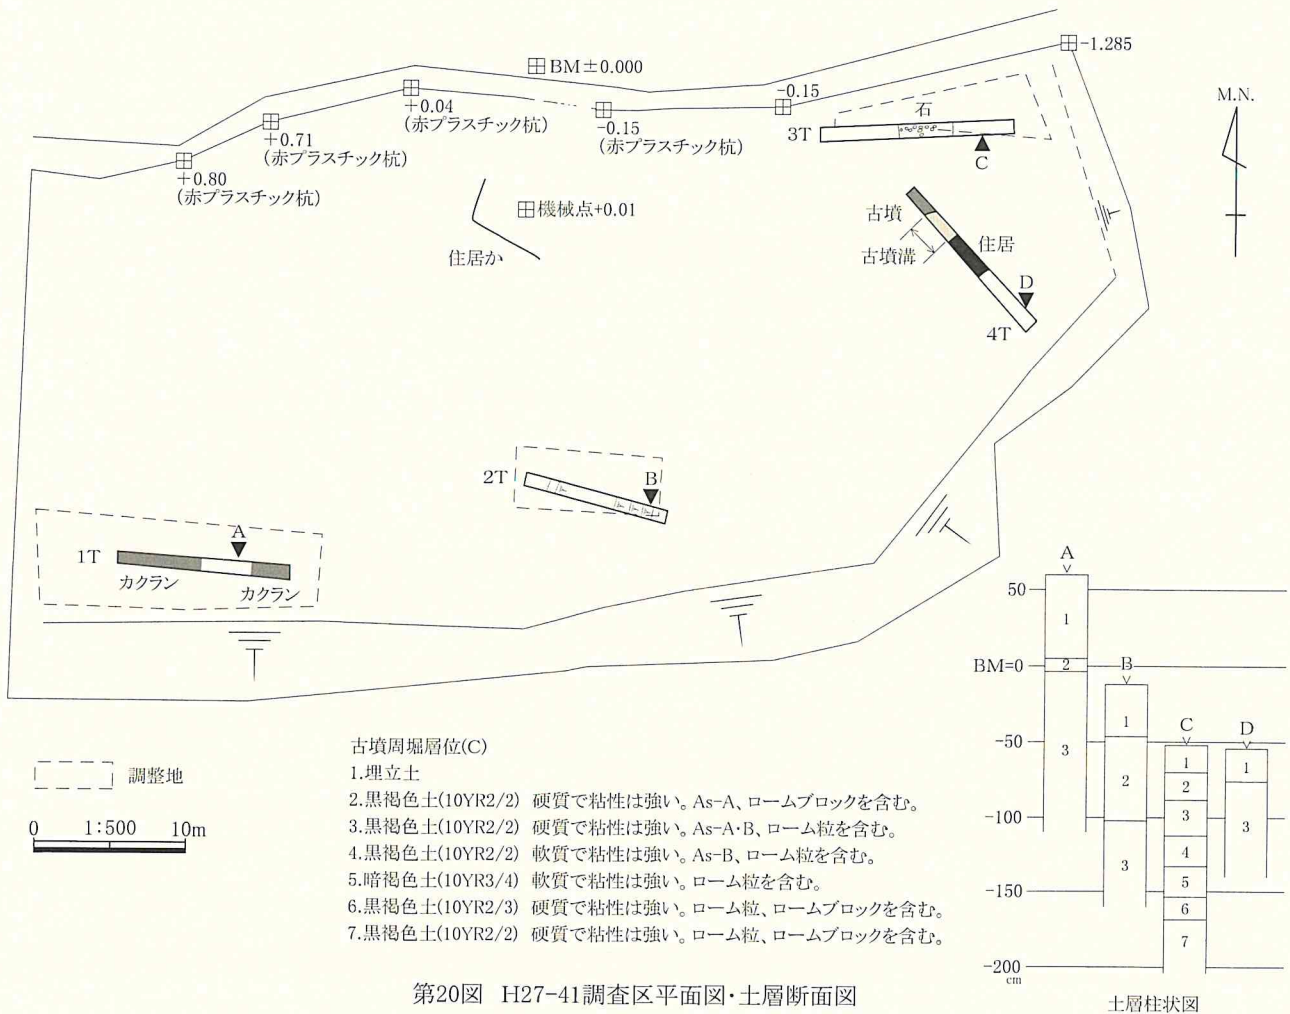 BM±0.000
-1.285
+0.04
(赤プラスチック杭)
-0.15
(赤プラスチック杭)
-0.15
+0.71
(赤プラスチック杭)
+0.80
(赤プラスチック杭)
石
3T
C
M.N.
機械点+0.01
住居か
古墳
古墳溝
住居
D
4T
2T
B
1T
A
カクラン
カクラン
調整地
0 1:500 10m
古墳周堀層位(C)
1.埋立土
2.黒褐色土(10YR2/2) 硬質で粘性は強い。As-A、ロームブロックを含む。
3.黒褐色土(10YR2/2) 硬質で粘性は強い。As-A・B、ローム粒を含む。
4.黒褐色土(10YR2/2) 軟質で粘性は強い。As-B、ローム粒を含む。
5.暗褐色土(10YR3/4) 軟質で粘性は強い。ローム粒を含む。
6.黒褐色土(10YR2/3) 硬質で粘性は強い。ローム粒、ロームブロックを含む。
7.黒褐色土(10YR2/2) 硬質で粘性は強い。ローム粒、ロームブロックを含む。
50
BM=0
-50
-100
-150
-200
cm
A
1
2
3
B
1
2
3
C
1
2
3
4
5
6
7
D
1
3
土層柱状図
第20図 H27-41調査区平面図・土層断面図